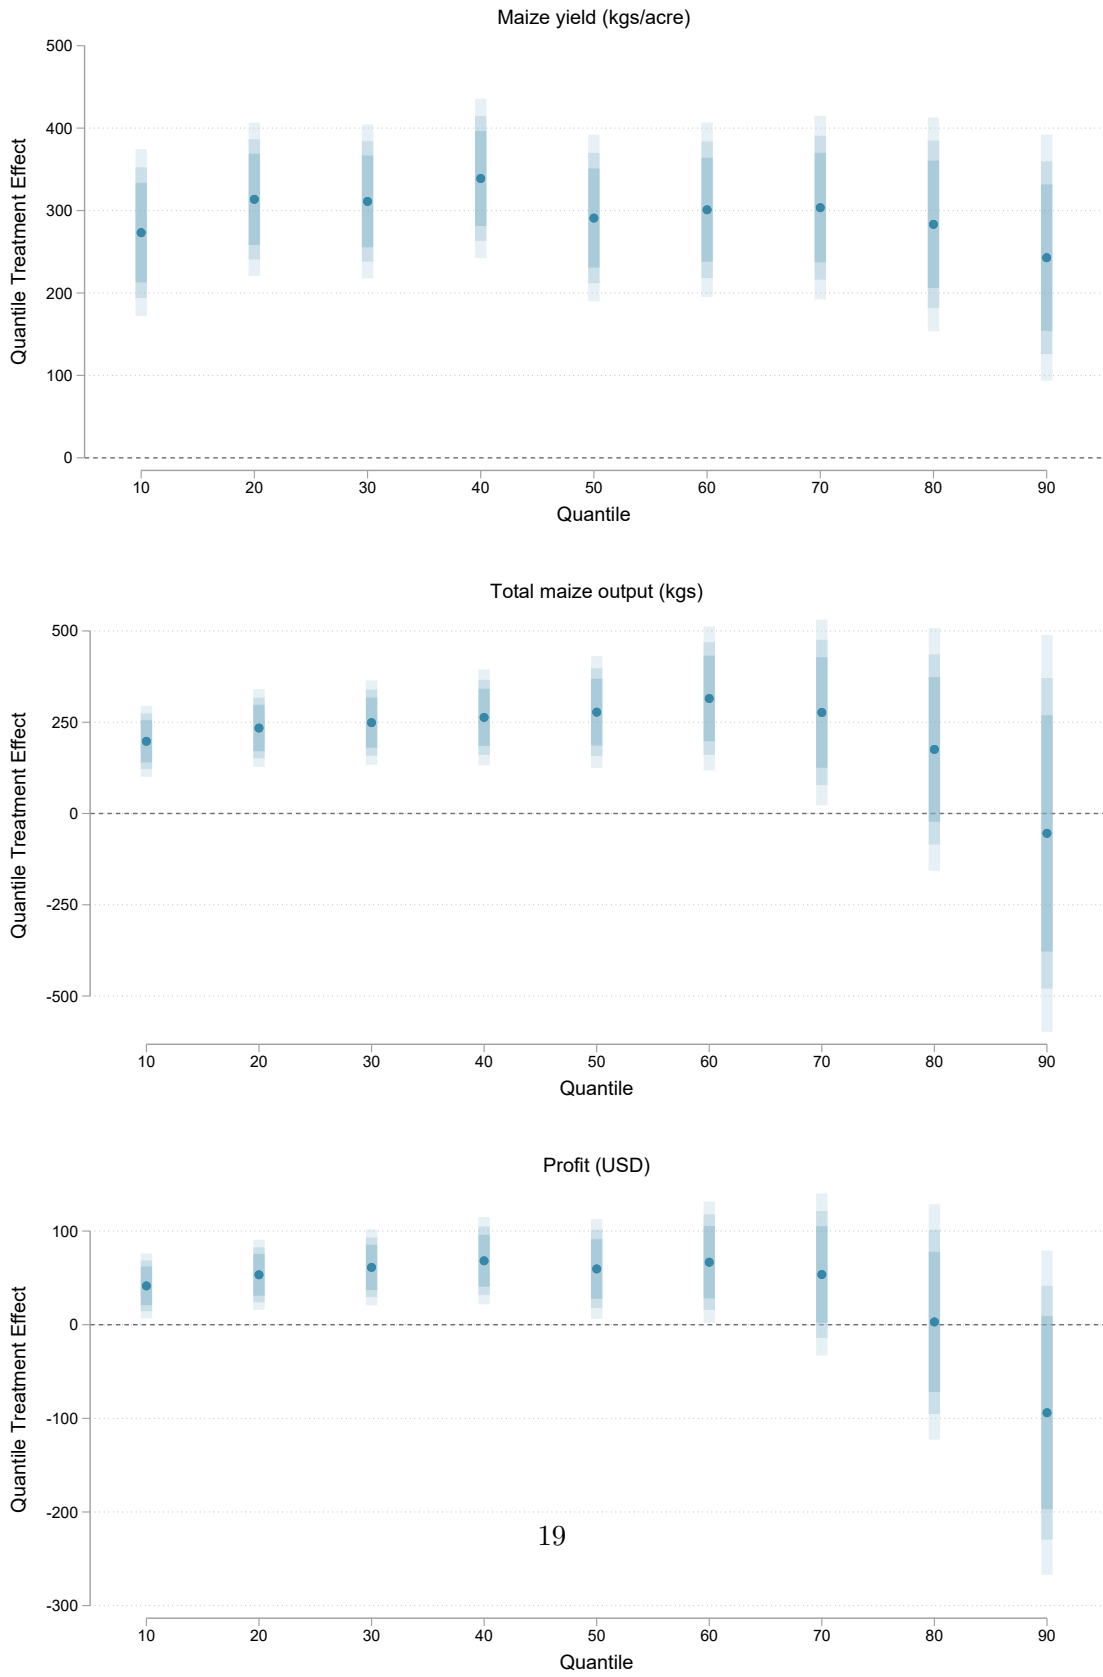 Maize yield (kgs/acre)
Quantile Treatment Effect
500
400
300
200
100
0
10 20 30 40 50 60 70 80 90
Quantile
Total maize output (kgs)
Quantile Treatment Effect
500
250
0
-250
-500
10 20 30 40 50 60 70 80 90
Quantile
Profit (USD)
Quantile Treatment Effect
100
0
-100
-200
19
-300
10 20 30 40 50 60 70 80 90
Quantile